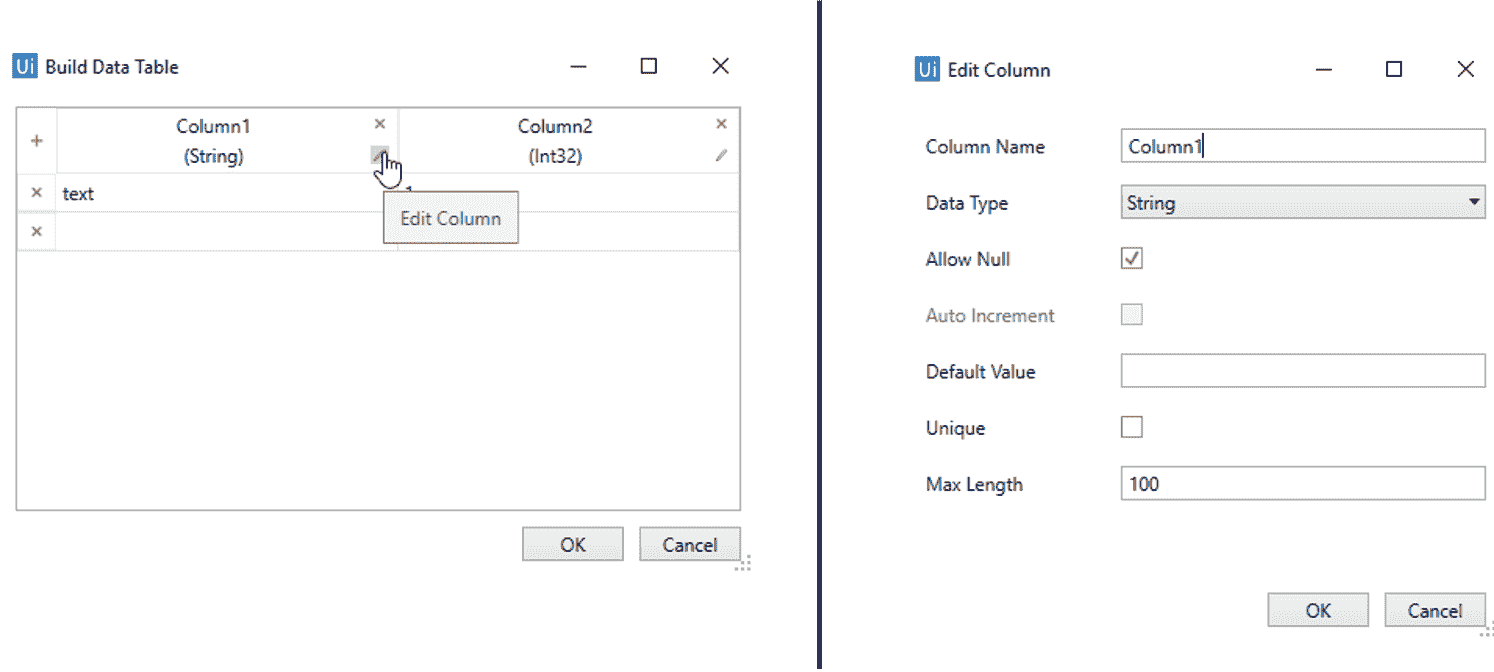 Ui Build Data Table
Column1
(String)
Column2
(Int32)
text
Edit Column
OK
Cancel
Ui Edit Column
Column Name
Column1
Data Type
String
Allow Null
Auto Increment
Default Value
Unique
Max Length
100
OK
Cancel